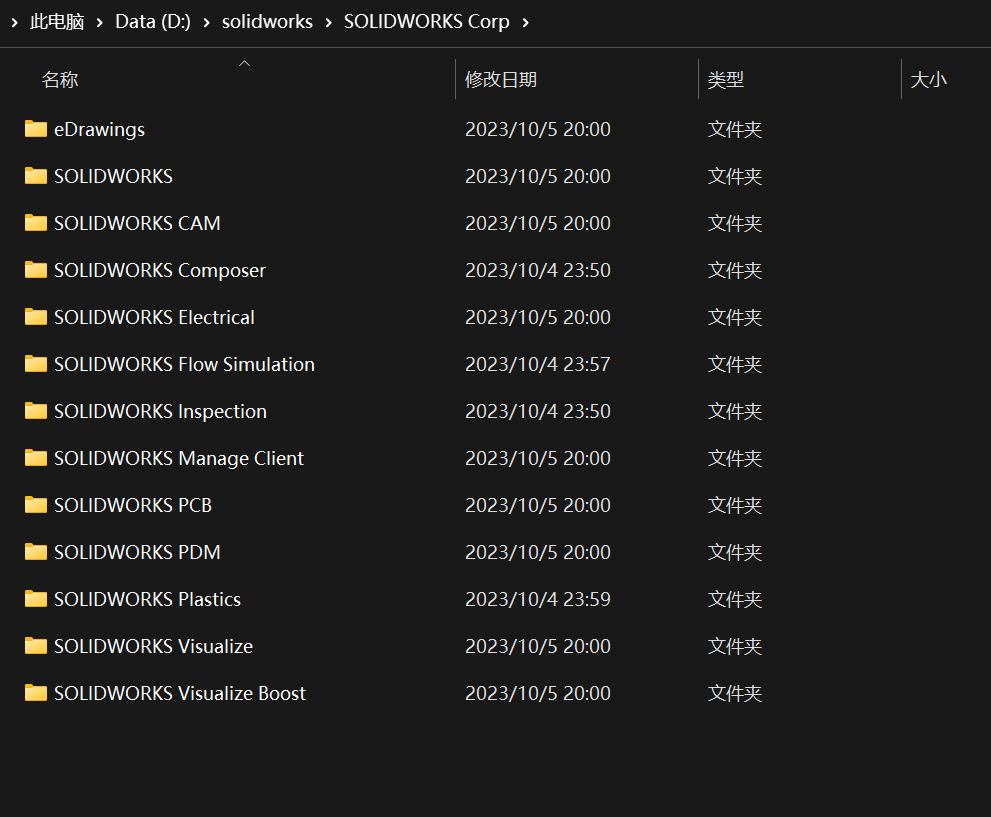 此电脑 > Data (D:) > solidworks > SOLIDWORKS Corp >
名称 修改日期 类型 大小
eDrawings 2023/10/5 20:00 文件夹
SOLIDWORKS 2023/10/5 20:00 文件夹
SOLIDWORKS CAM 2023/10/5 20:00 文件夹
SOLIDWORKS Composer 2023/10/4 23:50 文件夹
SOLIDWORKS Electrical 2023/10/5 20:00 文件夹
SOLIDWORKS Flow Simulation 2023/10/4 23:57 文件夹
SOLIDWORKS Inspection 2023/10/4 23:50 文件夹
SOLIDWORKS Manage Client 2023/10/5 20:00 文件夹
SOLIDWORKS PCB 2023/10/5 20:00 文件夹
SOLIDWORKS PDM 2023/10/5 20:00 文件夹
SOLIDWORKS Plastics 2023/10/4 23:59 文件夹
SOLIDWORKS Visualize 2023/10/5 20:00 文件夹
SOLIDWORKS Visualize Boost 2023/10/5 20:00 文件夹